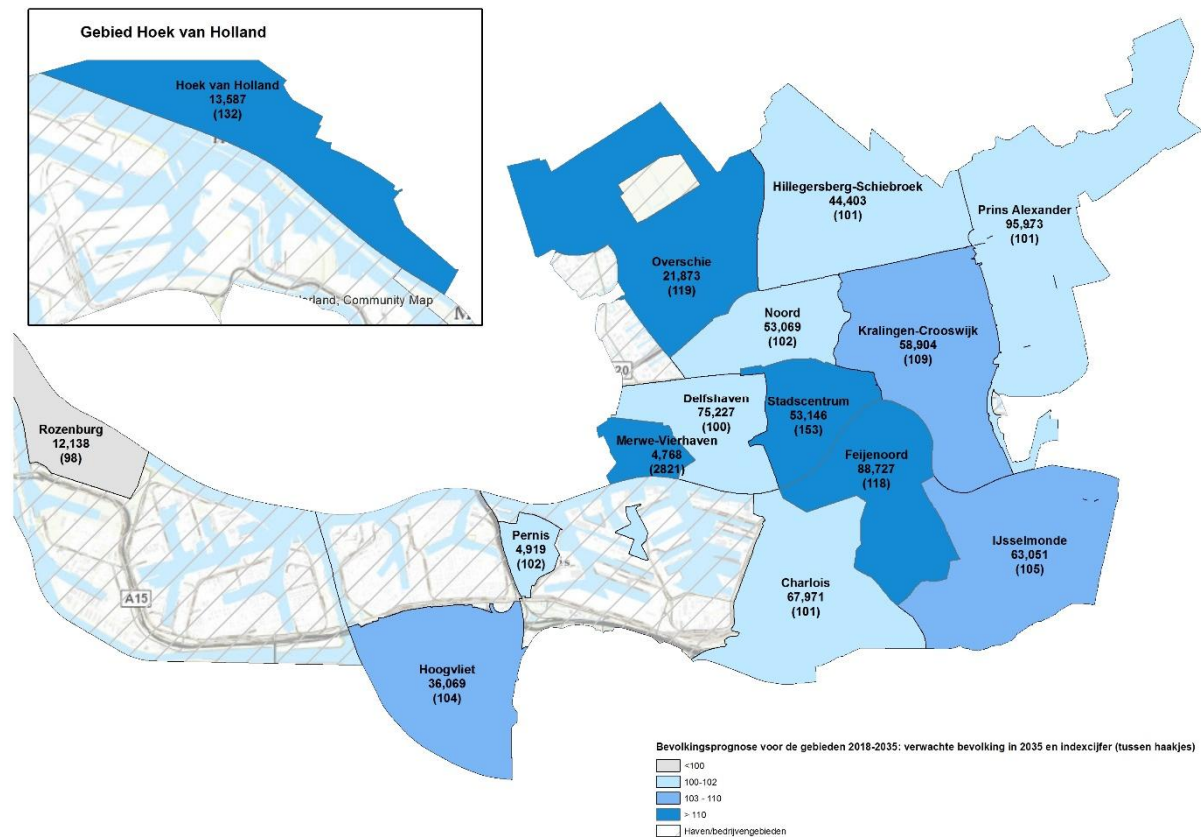 Gebied Hoek van Holland
Hoek van Holland
13,587
(132)
erland, Community Map
M
Hillegersberg-Schiebroek
44,403
(101)
Prins Alexander
95,973
(101)
Overschie
21,873
(119)
Noord
53,069
(102)
Kralingen-Crooswijk
58,904
(109)
20
Delfshaven
75,227
(100)
Stadscentrum
53,146
(153)
Rozenburg
12,138
(98)
Merwe-Vierhaven
4,768
(2821)
Feijenoord
88,727
(118)
Pernis
4,919
(102)
IJsselmonde
63,051
(105)
Charlois
67,971
(101)
A15
Hoogvliet
36,069
(104)
Bevolkingsprognose voor de gebieden 2018-2035: verwachte bevolking in 2035 en indexcijfer (tussen haakjes)
<100
100-102
103 - 110
> 110
Haven/bedrijvengebieden